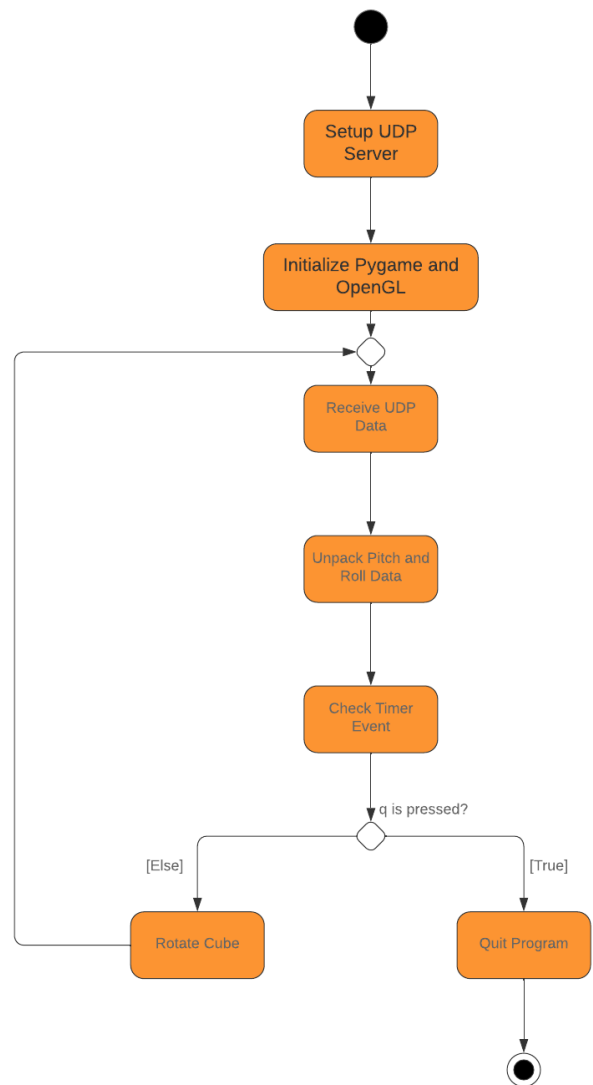 Setup UDP
Server
Initialize Pygame and
OpenGL
Receive UDP
Data
Unpack Pitch and
Roll Data
Check Timer
Event
q is pressed?
[Else]
[True]
Rotate Cube
Quit Program